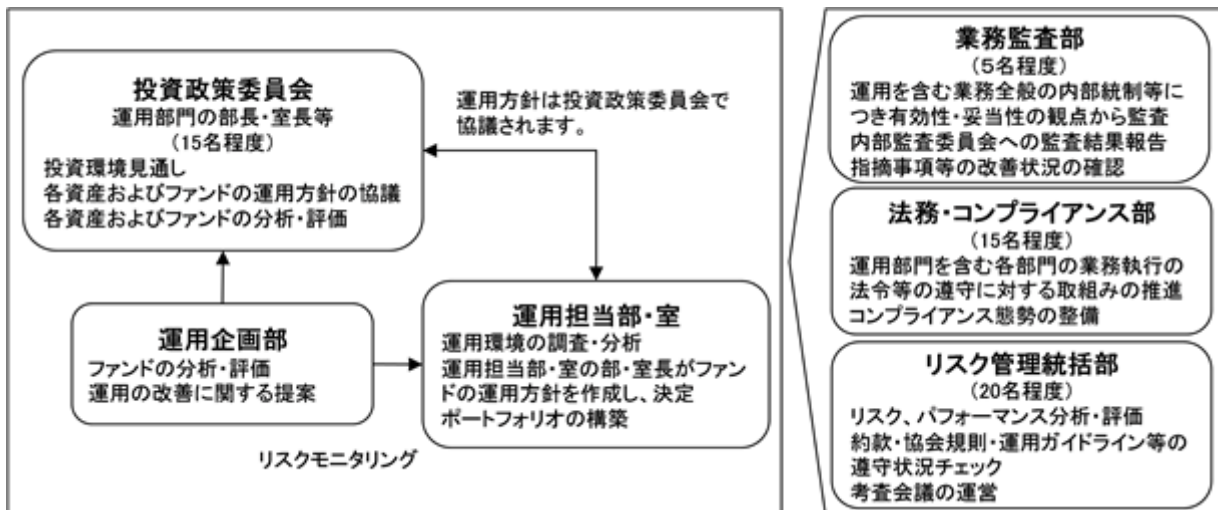 投資政策委員会
運用部門の部長・室長等
(15名程度)
投資環境見通し
各資産およびファンドの運用方針の協議
各資産およびファンドの分析・評価
運用方針は投資政策委員会で
協議されます。
運用企画部
ファンドの分析・評価
運用の改善に関する提案
運用担当部・室
運用環境の調査・分析
運用担当部・室の部・室長がファン
ドの運用方針を作成し、決定
ポートフォリオの構築
リスクモニタリング
業務監査部
(5名程度)
運用を含む業務全般の内部統制等に
つき有効性・妥当性の観点から監査
内部監査委員会への監査結果報告
指摘事項等の改善状況の確認
法務・コンプライアンス部
(15名程度)
運用部門を含む各部門の業務執行の
法令等の遵守に対する取組みの推進
コンプライアンス態勢の整備
リスク管理統括部
(20名程度)
リスク、パフォーマンス分析・評価
約款・協会規則・運用ガイドライン等の
遵守状況チェック
考査会議の運営